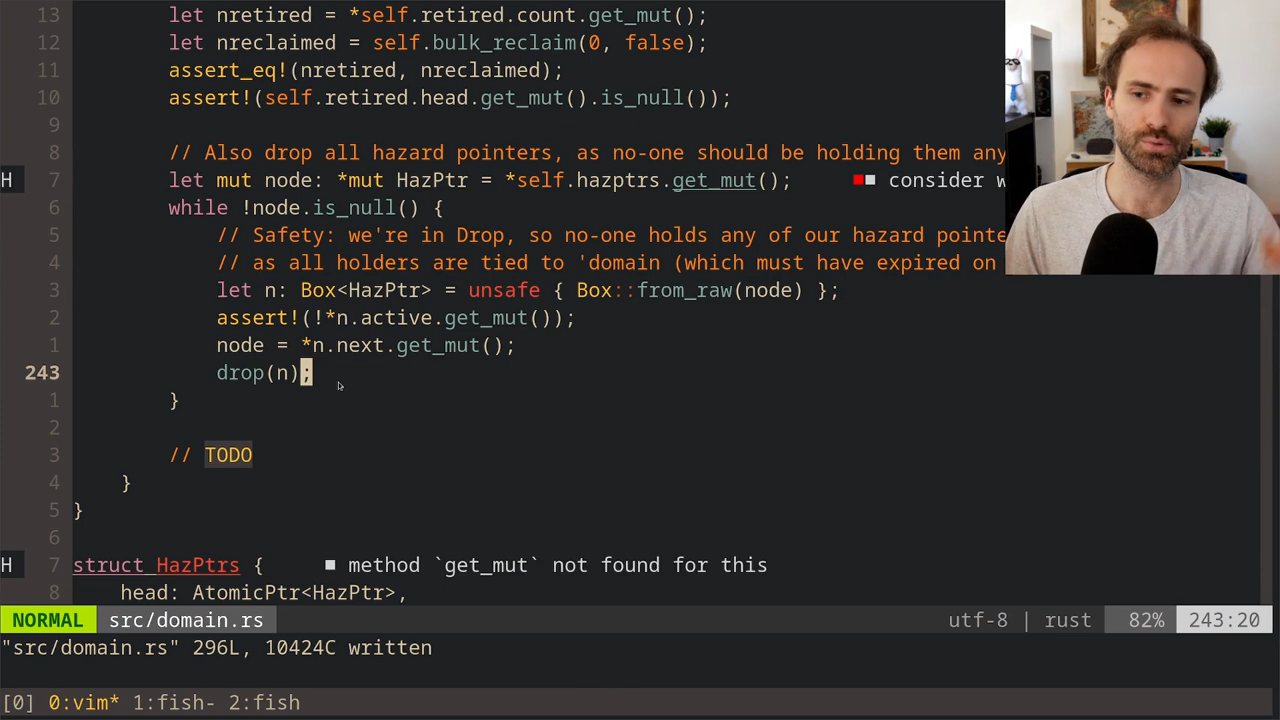 13 let nretired = *self.retired.count.get_mut();
12 let nreclaimed = self.bulk_reclaim(0, false);
11 assert_eq!(nretired, nreclaimed);
10 assert!(self.retired.head.get_mut().is_null());
9
8 // Also drop all hazard pointers, as no-one should be holding them any
H 7 let mut node: *mut HazPtr = *self.hazptrs.get_mut(); ■■ consider w
6 while !node.is_null() {
5 // Safety: we're in Drop, so no-one holds any of our hazard pointe
4 // as all holders are tied to 'domain (which must have expired on
3 let n: Box<HazPtr> = unsafe { Box::from_raw(node) };
2 assert!(!*n.active.get_mut());
1 node = *n.next.get_mut();
243 drop(n);
1 }
2
3 // TODO
4 }
5 }
6
H 7 struct HazPtrs { ■ method `get_mut` not found for this
8 head: AtomicPtr<HazPtr>,
NORMAL src/domain.rs utf-8 | rust 82% 243:20
"src/domain.rs" 296L, 10424C written
[0] 0:vim* 1:fish- 2:fish